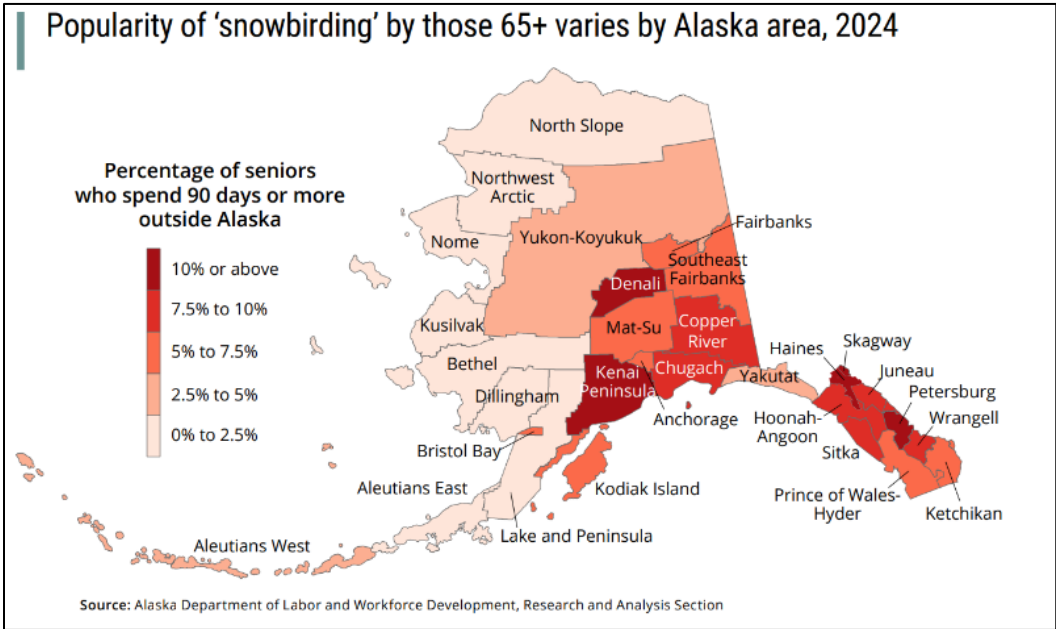 Popularity of ‘snowbirding’ by those 65+ varies by Alaska area, 2024
Percentage of seniors
who spend 90 days or more
outside Alaska
10% or above
7.5% to 10%
5% to 7.5%
2.5% to 5%
0% to 2.5%
North Slope
Northwest
Arctic
Nome
Yukon-Koyukuk
Fairbanks
Southeast
Fairbanks
Denali
Mat-Su
Copper
River
Kusilvak
Bethel
Dillingham
Kenai
Peninsula
Chugach
Anchorage
Yakutat
Haines
Skagway
Juneau
Petersburg
Wrangell
Hoonah-
Angoon
Sitka
Prince of Wales-
Hyder
Ketchikan
Bristol Bay
Kodiak Island
Aleutians East
Lake and Peninsula
Aleutians West
Source: Alaska Department of Labor and Workforce Development, Research and Analysis Section